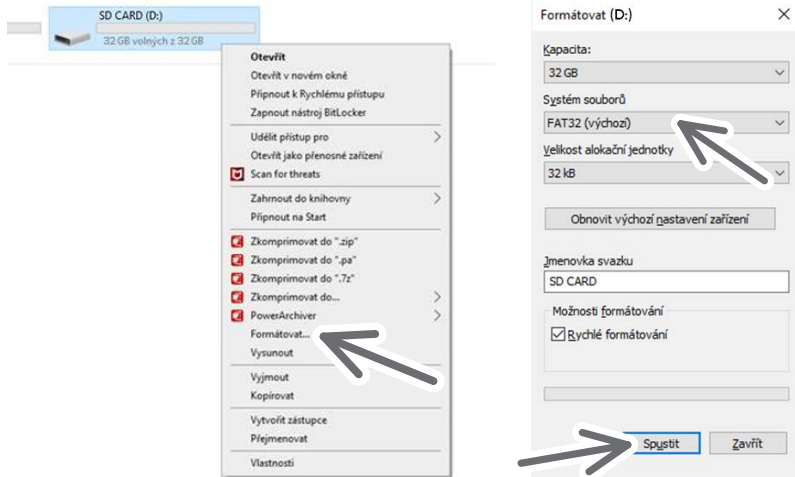 SD CARD (D:)
32 GB volných z 32 GB
Otevřít
Otevřít v novém okně
Připnout k Rychlému přístupu
Zapnout nástroj BitLocker
Udělit přístup pro
Otevřít jako přenosné zařízení
Scan for threats
Zahrnout do knihovny
Připnout na Start
Zkomprimovat do ".zip"
Zkomprimovat do ".pa"
Zkomprimovat do ".7z"
Zkomprimovat do...
PowerArchiver
Formátovat...
Vysunout
Vyjmout
Kopírovat
Vytvořit zástupce
Přejmenovat
Vlastnosti
Formátovat (D:)
Kapacita:
32 GB
Systém souborů
FAT32 (výchozí)
Velikost alokační jednotky
32 kB
Obnovit výchozí nastavení zařízení
Jmenovka svazku
SD CARD
Možnosti formátování
Rychlé formátování
Spustit
Zavřít